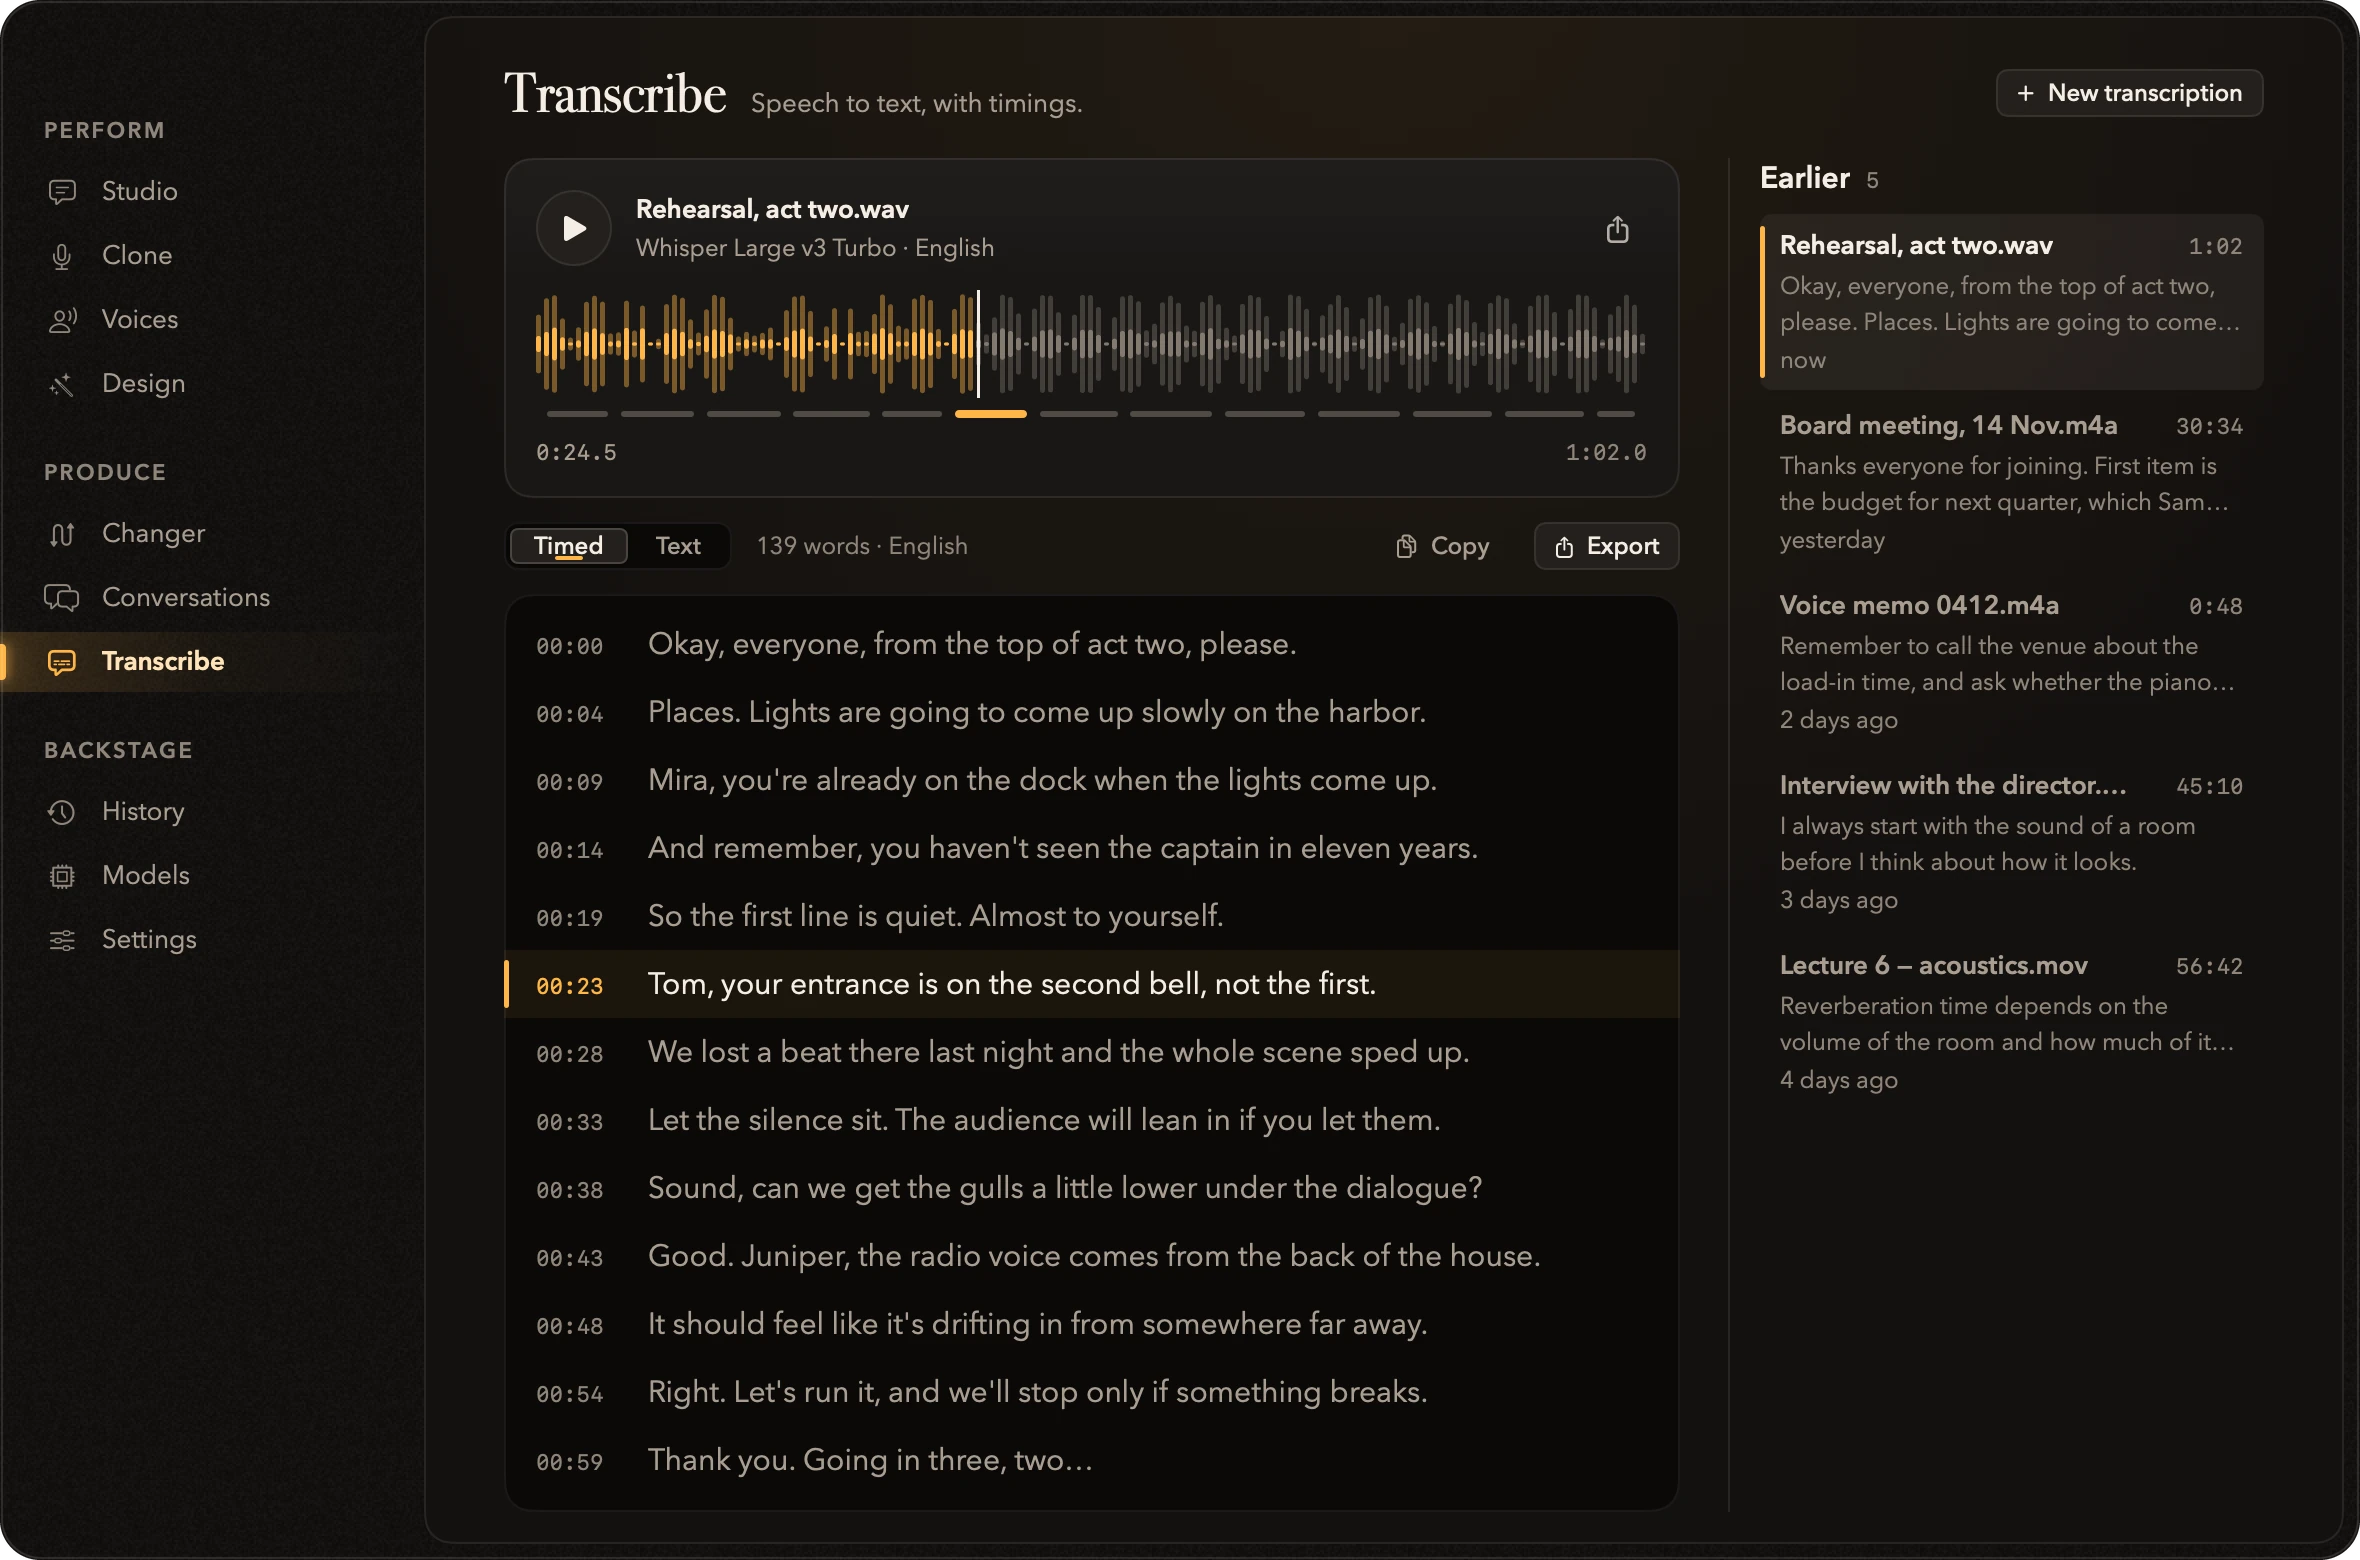 PERFORM
Studio
Clone
Voices
Design
PRODUCE
Changer
Conversations
Transcribe
BACKSTAGE
History
Models
Settings
Transcribe Speech to text, with timings.
+ New transcription
Rehearsal, act two.wav
Whisper Large v3 Turbo · English
0:24.5 1:02.0
Timed Text 139 words · English Copy Export
00:00 Okay, everyone, from the top of act two, please.
00:04 Places. Lights are going to come up slowly on the harbor.
00:09 Mira, you're already on the dock when the lights come up.
00:14 And remember, you haven't seen the captain in eleven years.
00:19 So the first line is quiet. Almost to yourself.
00:23 Tom, your entrance is on the second bell, not the first.
00:28 We lost a beat there last night and the whole scene sped up.
00:33 Let the silence sit. The audience will lean in if you let them.
00:38 Sound, can we get the gulls a little lower under the dialogue?
00:43 Good. Juniper, the radio voice comes from the back of the house.
00:48 It should feel like it's drifting in from somewhere far away.
00:54 Right. Let's run it, and we'll stop only if something breaks.
00:59 Thank you. Going in three, two…
Earlier 5
Rehearsal, act two.wav 1:02
Okay, everyone, from the top of act two,
please. Places. Lights are going to come…
now
Board meeting, 14 Nov.m4a 30:34
Thanks everyone for joining. First item is
the budget for next quarter, which Sam…
yesterday
Voice memo 0412.m4a 0:48
Remember to call the venue about the
load-in time, and ask whether the piano…
2 days ago
Interview with the director.… 45:10
I always start with the sound of a room
before I think about how it looks.
3 days ago
Lecture 6 – acoustics.mov 56:42
Reverberation time depends on the
volume of the room and how much of it…
4 days ago